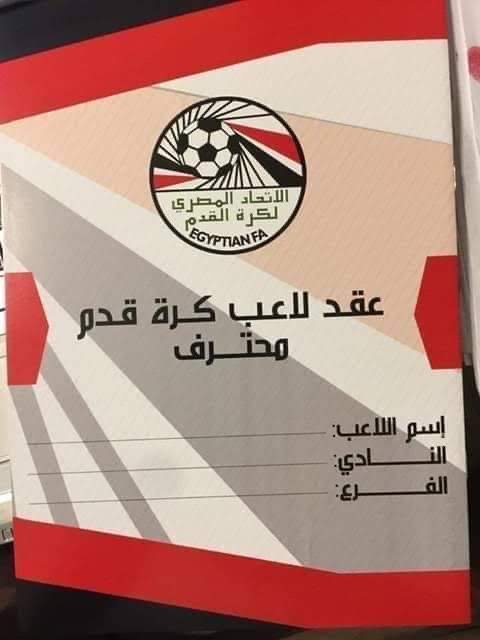 الاتحاد المصري
لكرة القدم
EGYPTIAN FA
عقد لاعب كرة قدم
محترف
إسم اللاعب:
النادي:
الفرع: